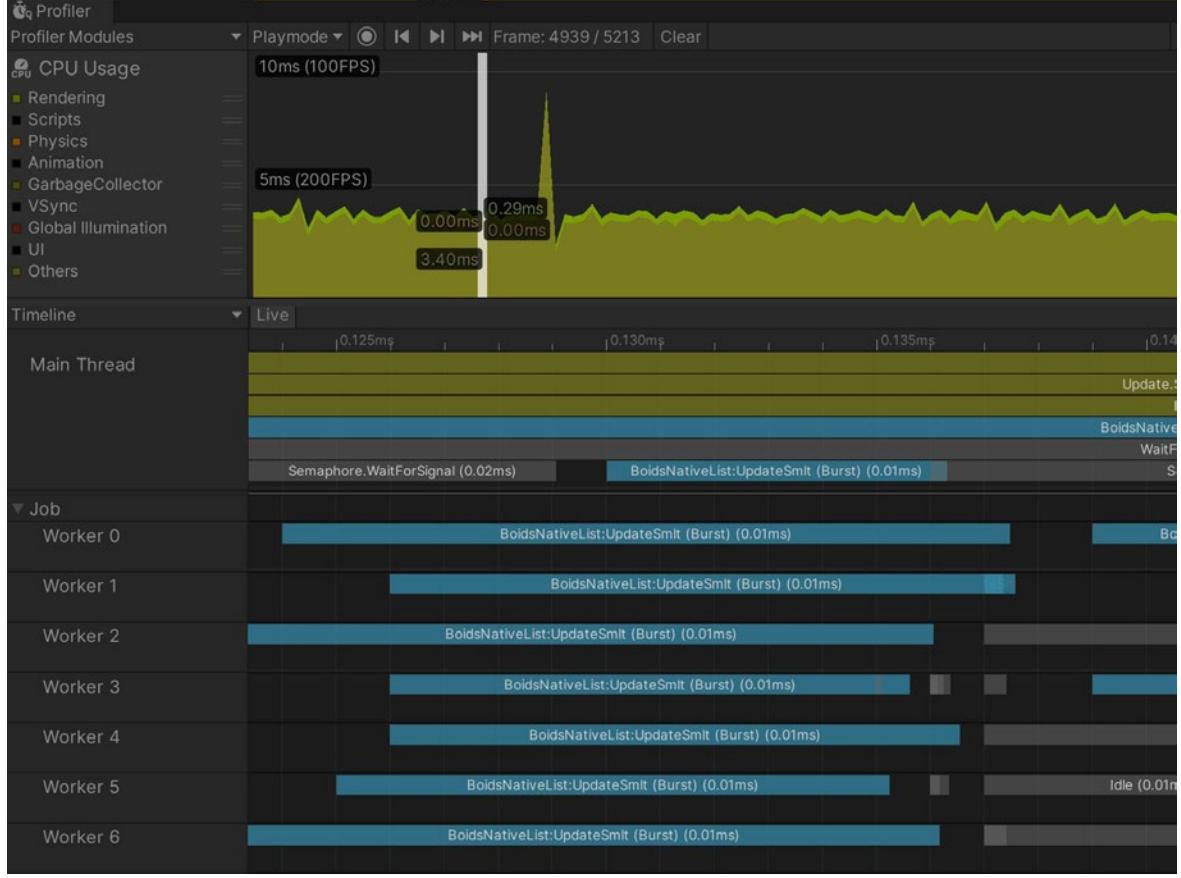 Profiler
Profiler Modules Playmode Frame: 4939 / 5213 Clear
CPU Usage
CPU
Rendering
Scripts
Physics
Animation
GarbageCollector
VSync
Global Illumination
UI
Others
10ms (100FPS)
5ms (200FPS)
0.29ms
0.00ms 0.00ms
3.40ms
Timeline Live
0.125ms 0.130ms 0.135ms 0.14
Main Thread
Update.S
BoidsNative
WaitF
Semaphore.WaitForSignal (0.02ms) BoidsNativeList:UpdateSmlt (Burst) (0.01ms) S
Job
Worker 0 BoidsNativeList:UpdateSmlt (Burst) (0.01ms) Bo
Worker 1 BoidsNativeList:UpdateSmlt (Burst) (0.01ms)
Worker 2 BoidsNativeList:UpdateSmlt (Burst) (0.01ms)
Worker 3 BoidsNativeList:UpdateSmlt (Burst) (0.01ms)
Worker 4 BoidsNativeList:UpdateSmlt (Burst) (0.01ms)
Worker 5 BoidsNativeList:UpdateSmlt (Burst) (0.01ms) Idle (0.01m
Worker 6 BoidsNativeList:UpdateSmlt (Burst) (0.01ms)